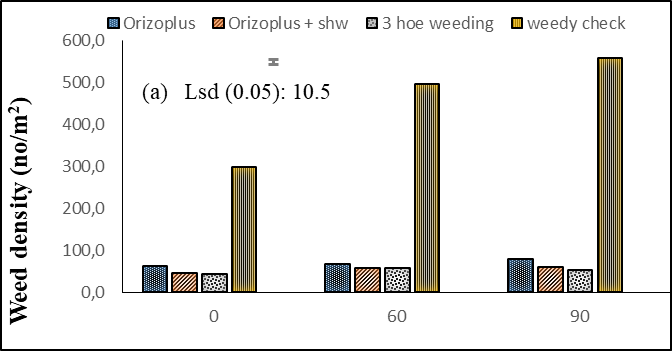 Orizoplus Orizoplus + shw 3 hoe weeding weedy check
600,0
500,0
(a) Lsd (0.05): 10.5
400,0
300,0
200,0
100,0
0,0
Weed density (no/m²)
0 60 90